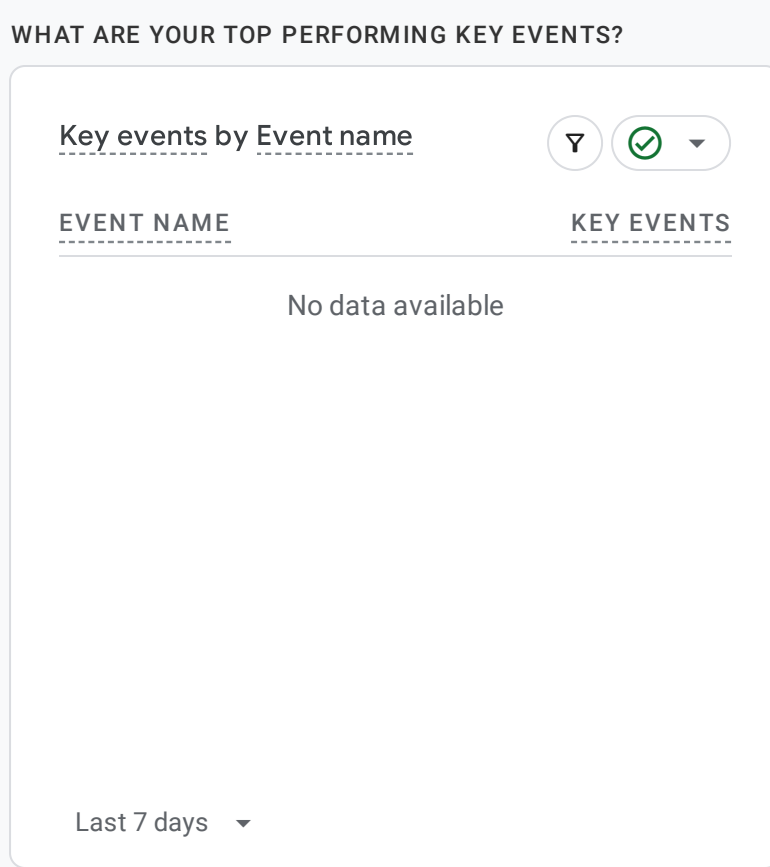 WHAT ARE YOUR TOP PERFORMING KEY EVENTS?
Key events by Event name
EVENT NAME KEY EVENTS
No data available
Last 7 days